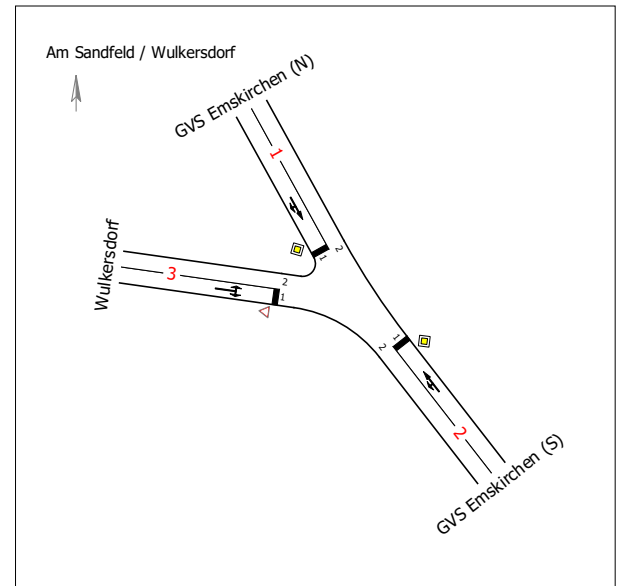 Am Sandfeld / Wulkersdorf
GVS Emskirchen (N)
1
2
1
Wulkersdorf
3
2
1
1
2
2
GVS Emskirchen (S)